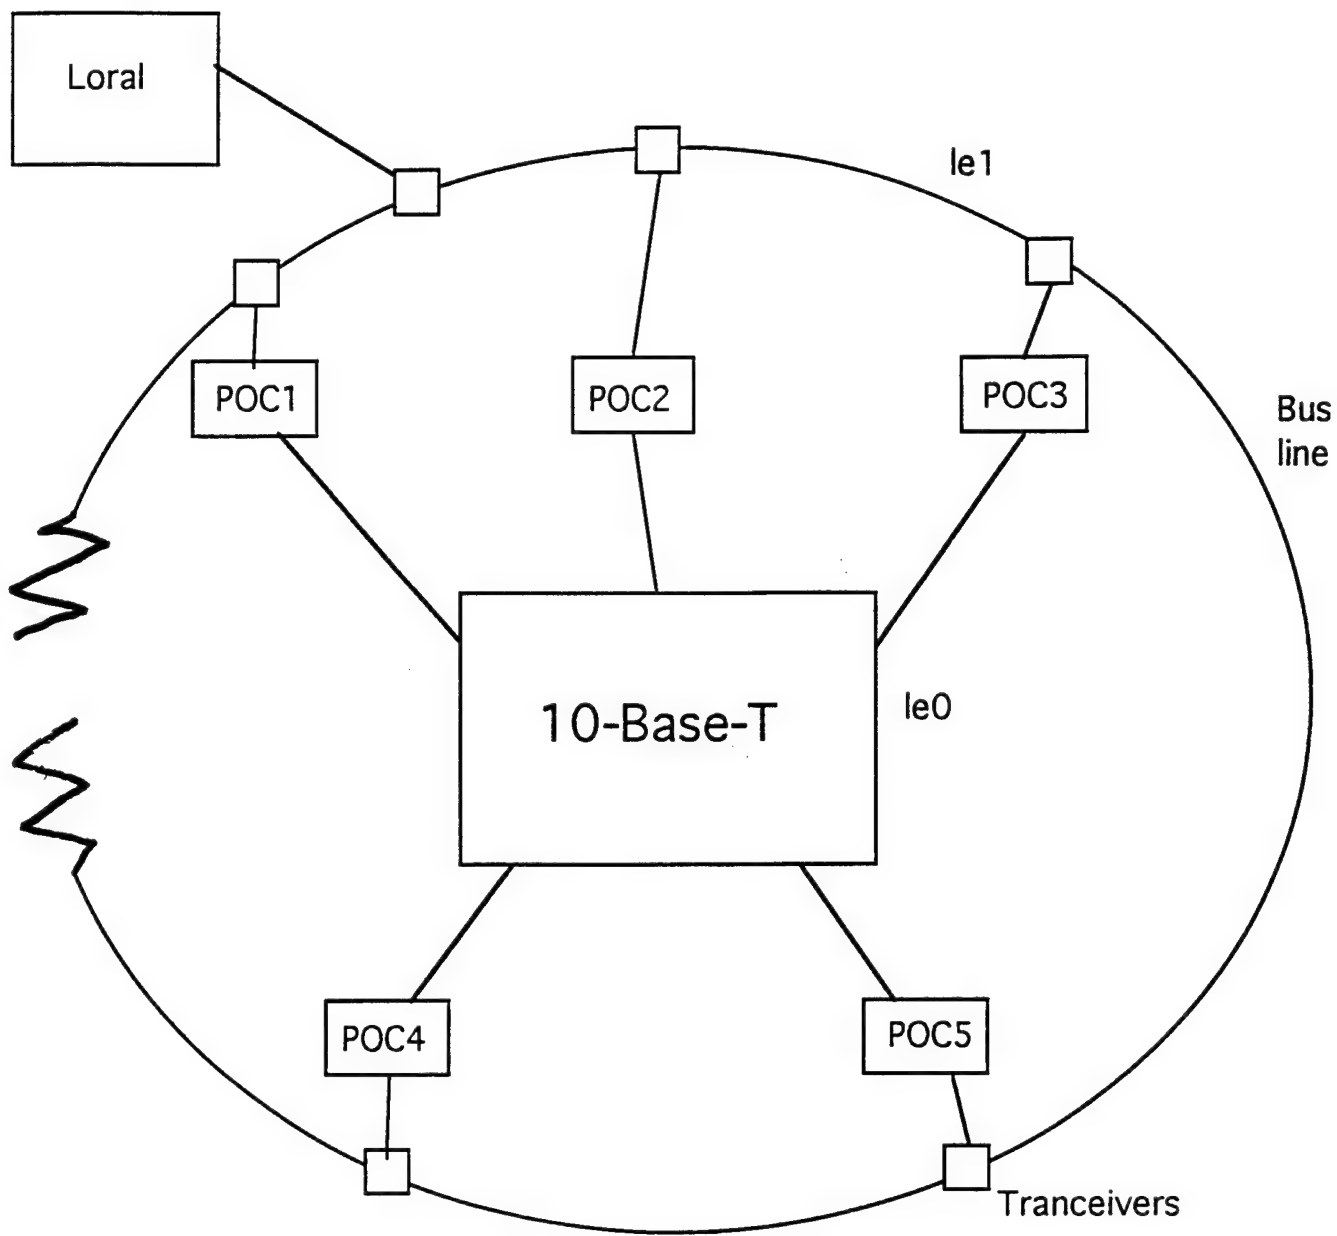 Loral
le1
POC1
POC2
POC3
Bus
line
le0
10-Base-T
POC4
POC5
Tranceivers